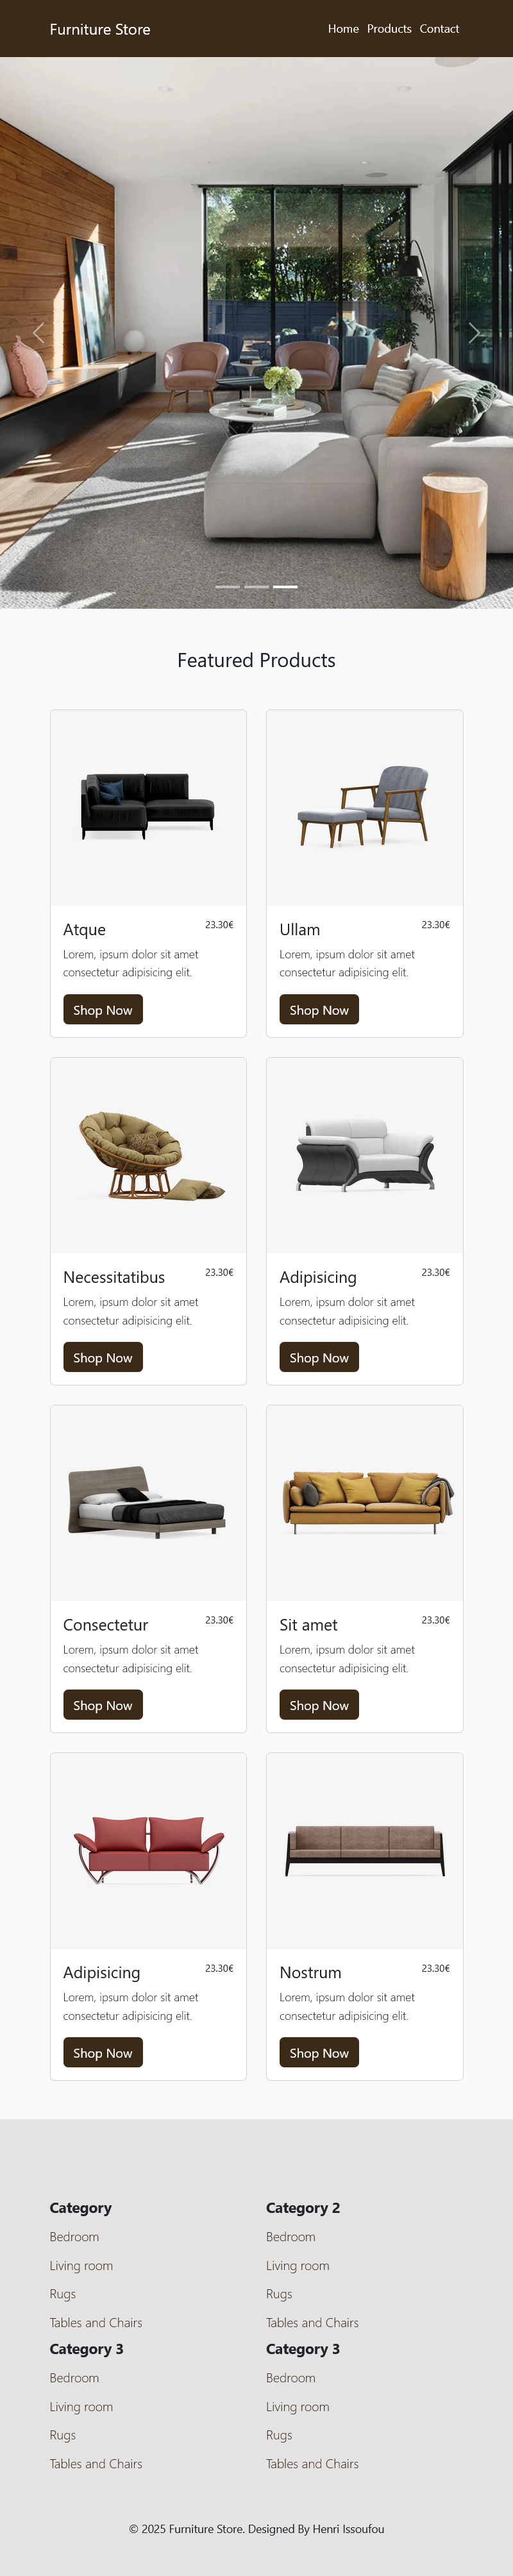 Furniture Store
Home Products Contact
Featured Products
Atque 23.30€
Lorem, ipsum dolor sit amet
consectetur adipisicing elit.
Shop Now
Ullam 23.30€
Lorem, ipsum dolor sit amet
consectetur adipisicing elit.
Shop Now
Necessitatibus 23.30€
Lorem, ipsum dolor sit amet
consectetur adipisicing elit.
Shop Now
Adipisicing 23.30€
Lorem, ipsum dolor sit amet
consectetur adipisicing elit.
Shop Now
Consectetur 23.30€
Lorem, ipsum dolor sit amet
consectetur adipisicing elit.
Shop Now
Sit amet 23.30€
Lorem, ipsum dolor sit amet
consectetur adipisicing elit.
Shop Now
Adipisicing 23.30€
Lorem, ipsum dolor sit amet
consectetur adipisicing elit.
Shop Now
Nostrum 23.30€
Lorem, ipsum dolor sit amet
consectetur adipisicing elit.
Shop Now
Category
Bedroom
Living room
Rugs
Tables and Chairs
Category 2
Bedroom
Living room
Rugs
Tables and Chairs
Category 3
Bedroom
Living room
Rugs
Tables and Chairs
Category 3
Bedroom
Living room
Rugs
Tables and Chairs
© 2025 Furniture Store. Designed By Henri Issoufou